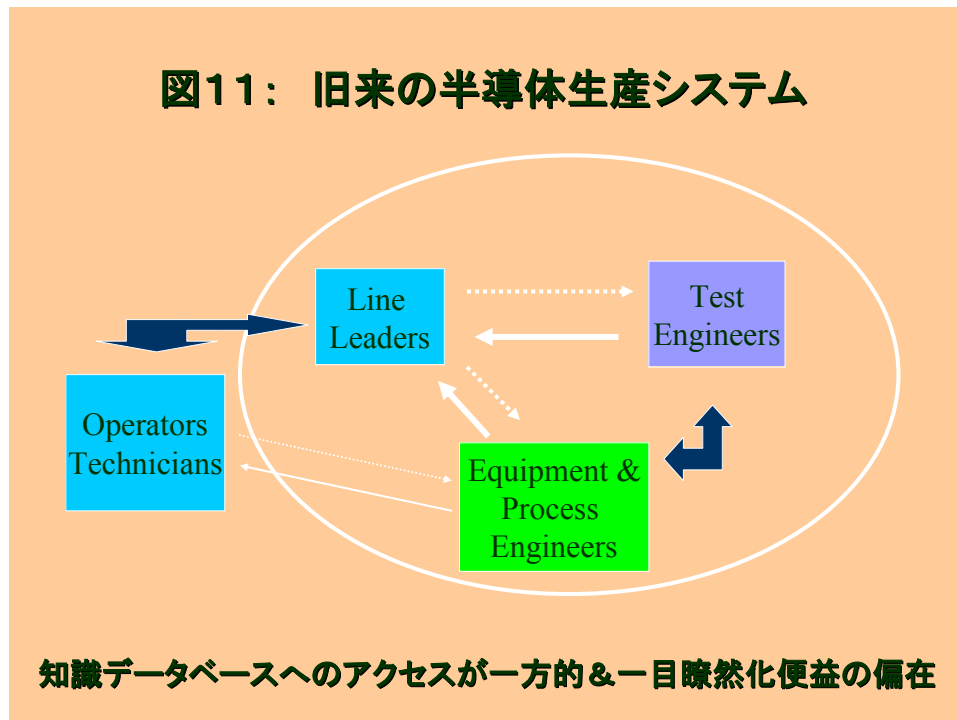 図１１：　旧来の半導体生産システム
Line
Leaders
Test
Engineers
Operators
Technicians
Equipment &
Process
Engineers
知識データベースへのアクセスが一方的＆一目瞭然化便益の偏在